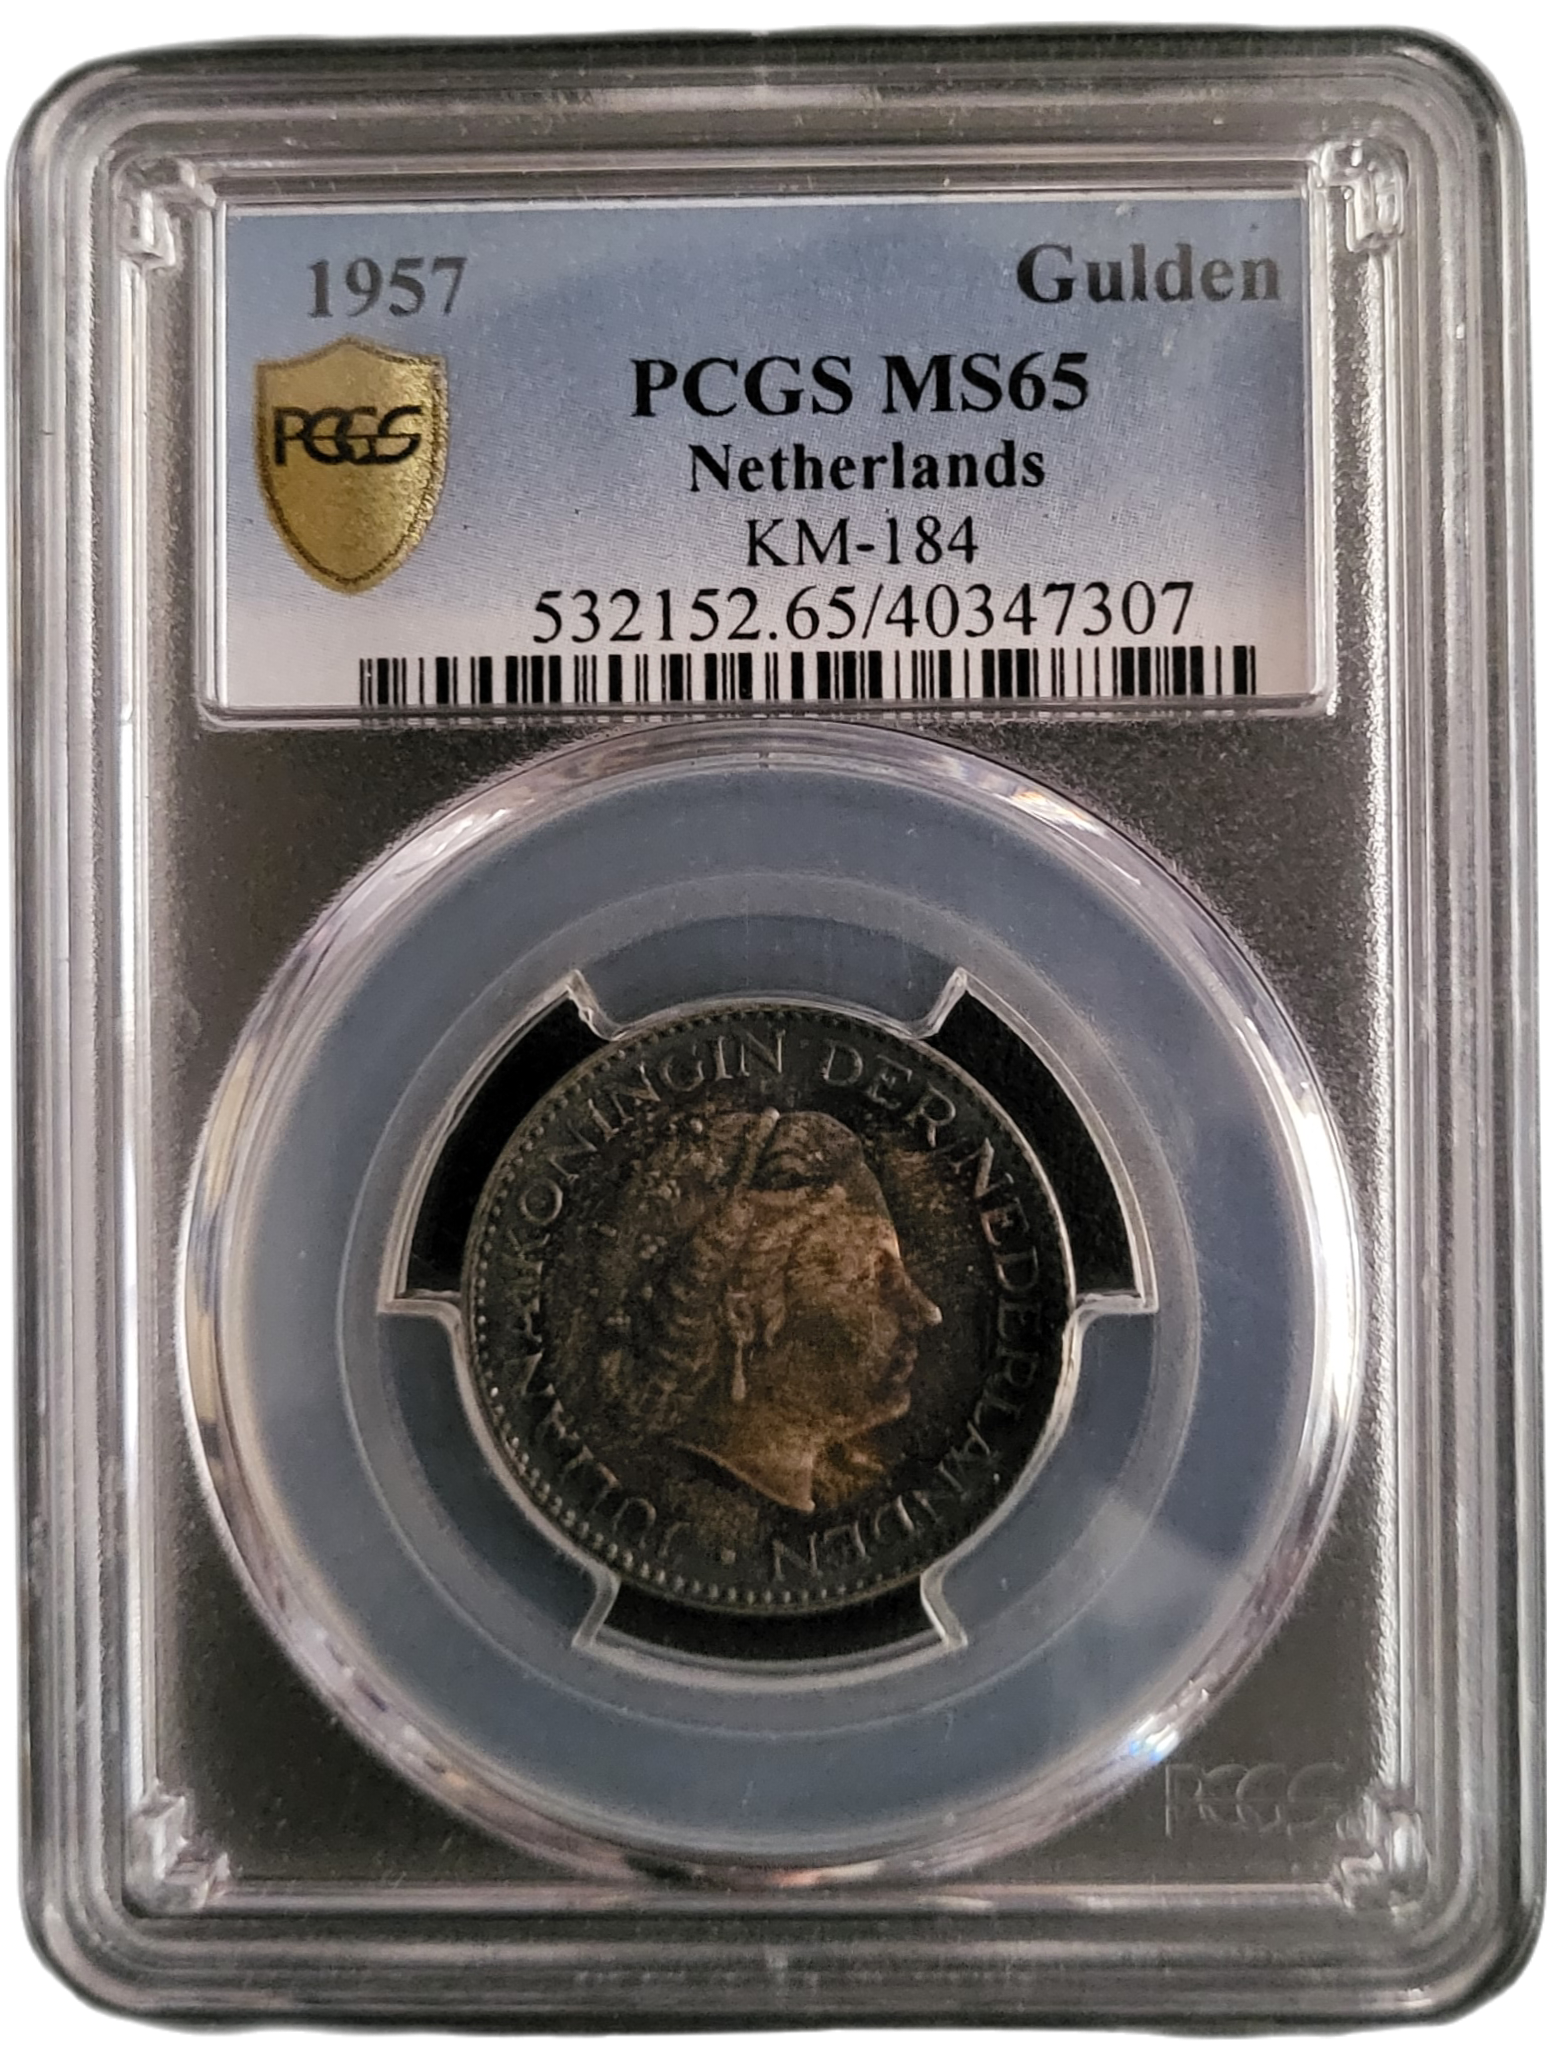 1957 Gulden
PCGS
PCGS MS65
Netherlands
KM-184
532152.65/40347307
JULIANA KONINGIN DER NEDERLANDEN ·
PCGS